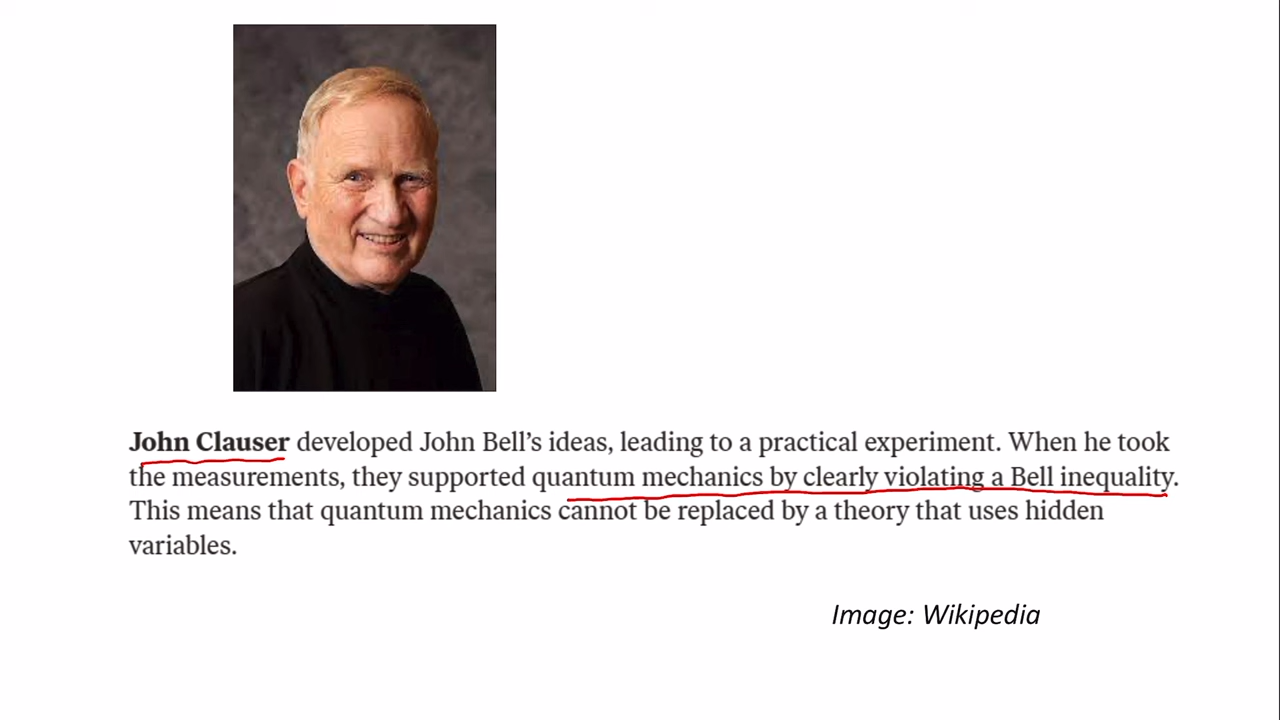 John Clauser developed John Bell’s ideas, leading to a practical experiment. When he took
the measurements, they supported quantum mechanics by clearly violating a Bell inequality.
This means that quantum mechanics cannot be replaced by a theory that uses hidden
variables.
Image: Wikipedia